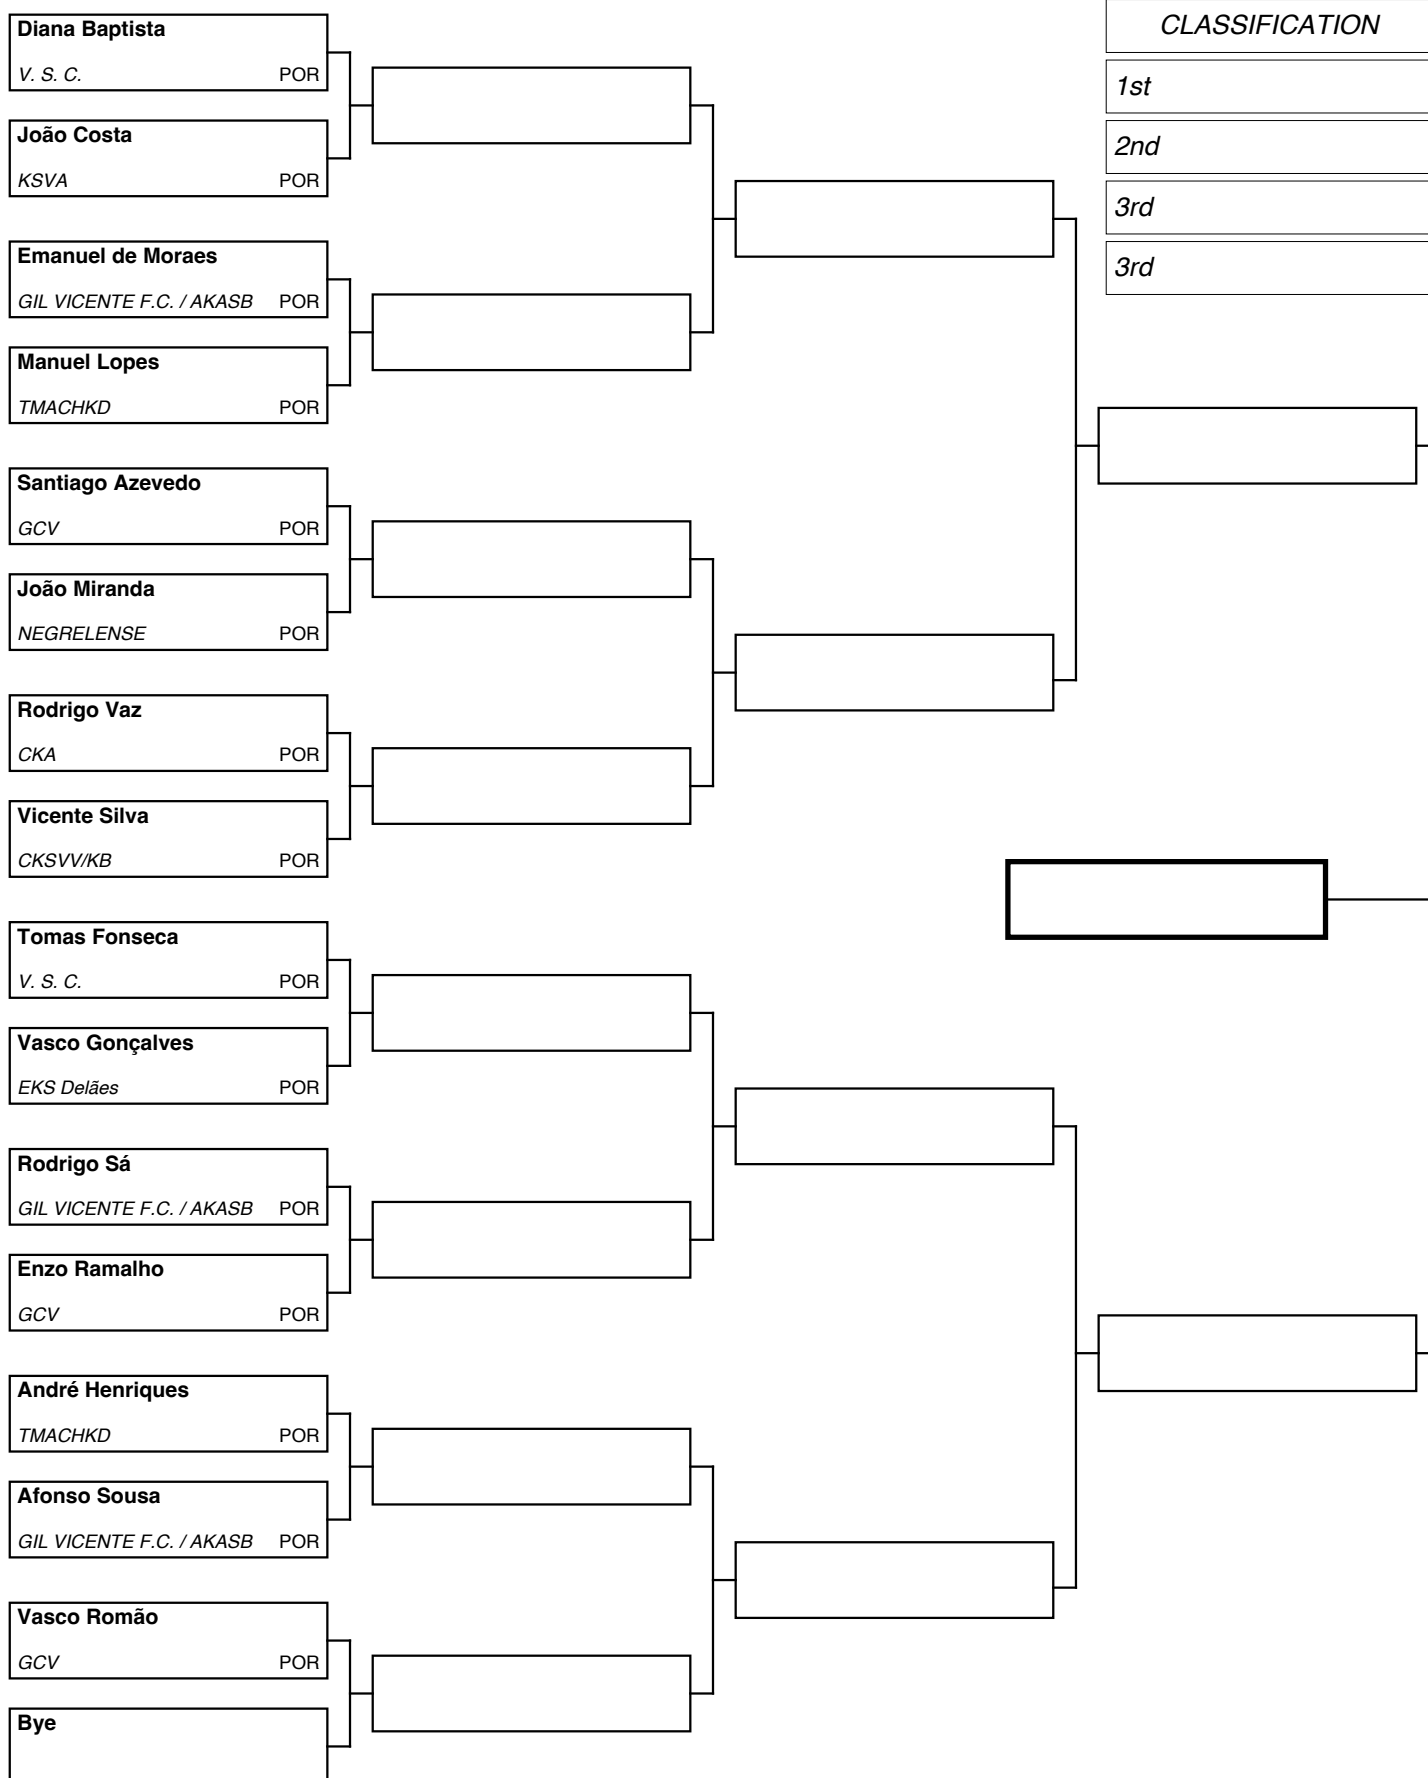 Diana Baptista
V. S. C. POR
João Costa
KSVA POR
Emanuel de Moraes
GIL VICENTE F.C. / AKASB POR
Manuel Lopes
TMACHKD POR
Santiago Azevedo
GCV POR
João Miranda
NEGRELENSE POR
Rodrigo Vaz
CKA POR
Vicente Silva
CKSVV/KB POR
Tomas Fonseca
V. S. C. POR
Vasco Gonçalves
EKS Delães POR
Rodrigo Sá
GIL VICENTE F.C. / AKASB POR
Enzo Ramalho
GCV POR
André Henriques
TMACHKD POR
Afonso Sousa
GIL VICENTE F.C. / AKASB POR
Vasco Romão
GCV POR
Bye
CLASSIFICATION
1st
2nd
3rd
3rd